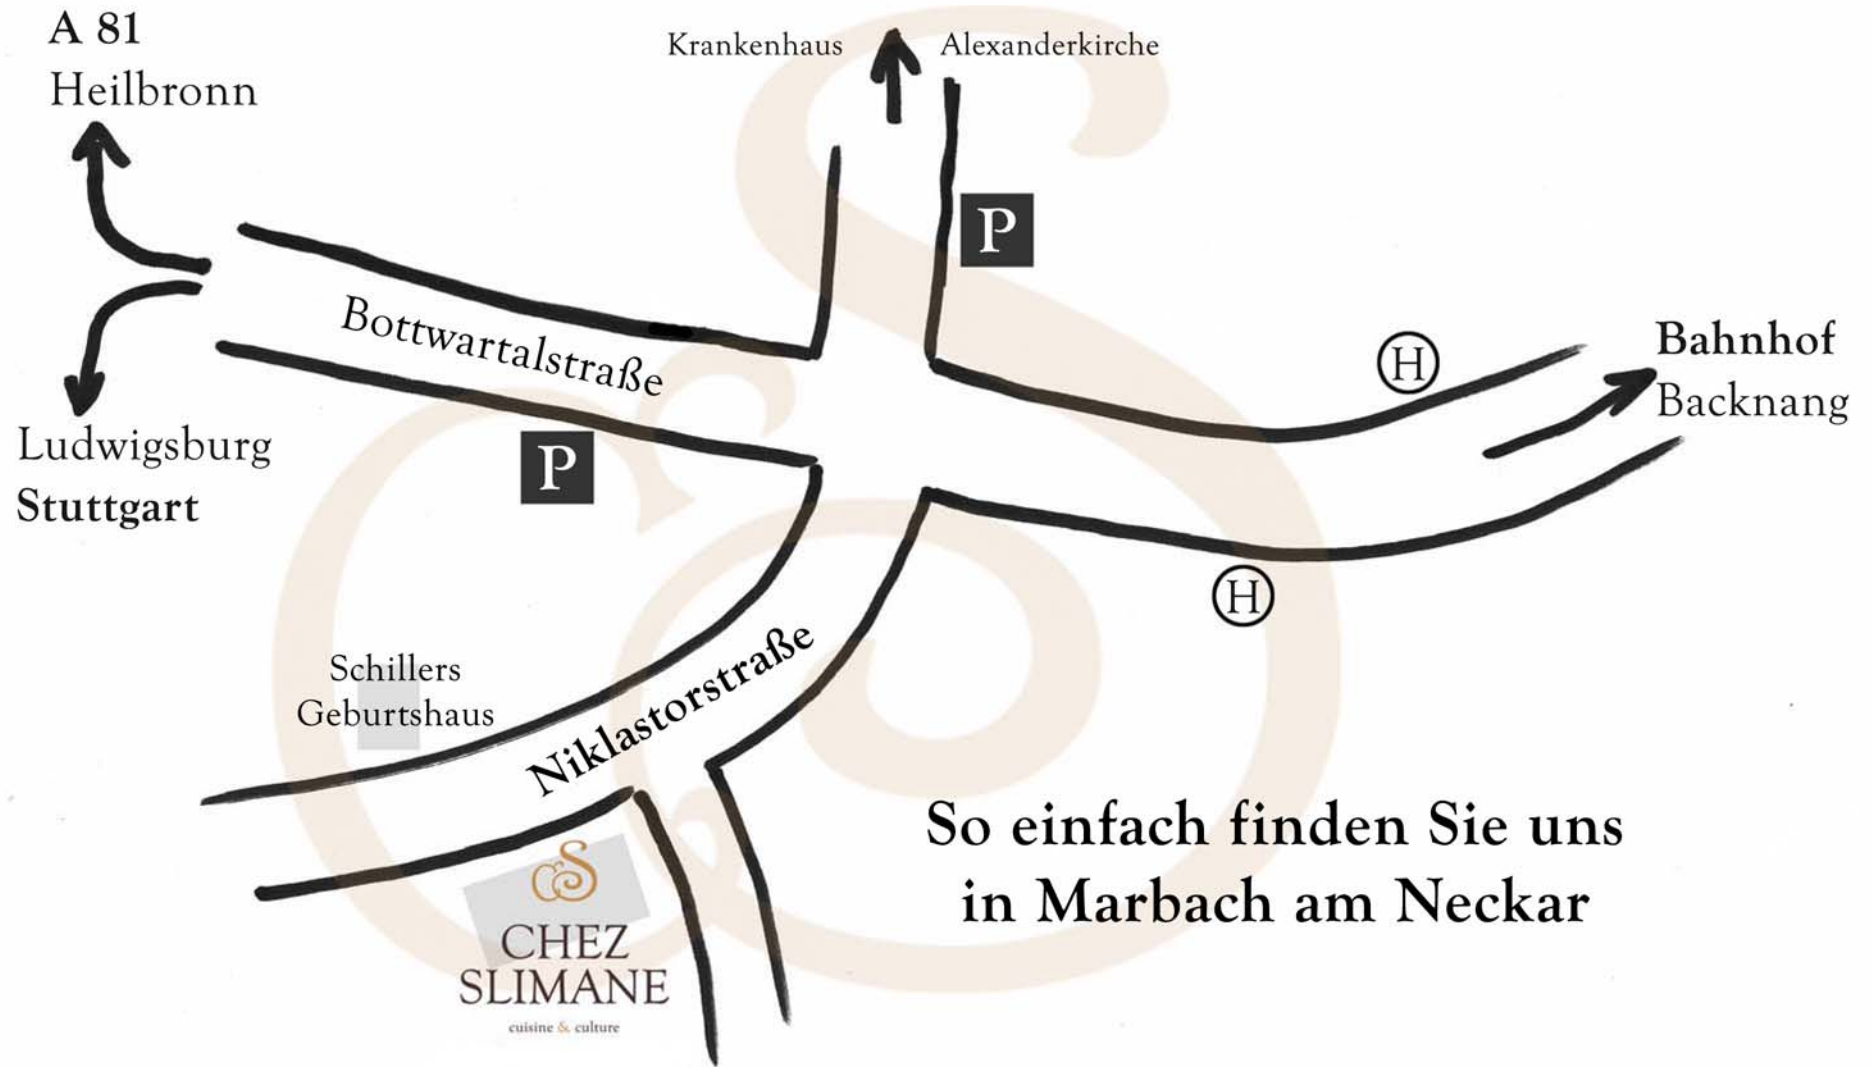 A 81
Heilbronn
Krankenhaus
Alexanderkirche
P
Bottwartalstraße
H
Bahnhof
Backnang
Ludwigsburg
Stuttgart
P
H
Schillers
Geburtshaus
Niklastorstraße
So einfach finden Sie uns
in Marbach am Neckar
CS
CHEZ
SLIMANE
cuisine & culture